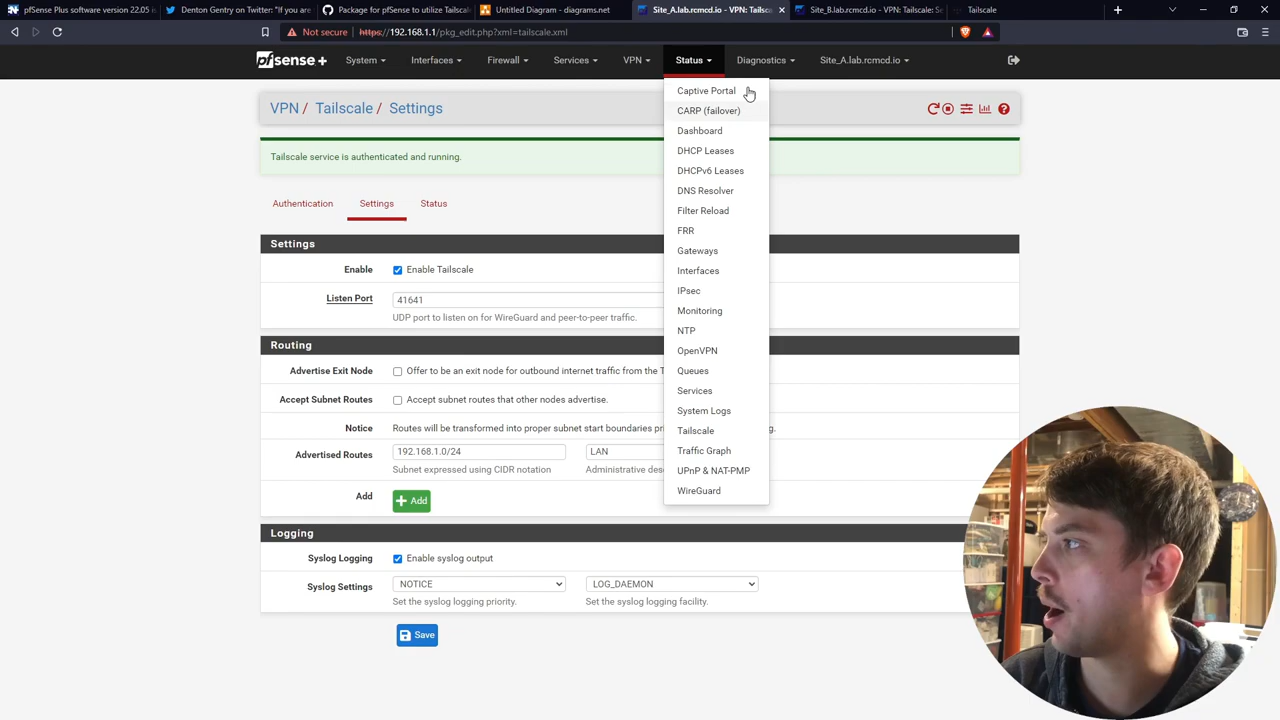 pfSense Plus software version 22.05 is
Denton Gentry on Twitter: "If you are
Package for pfSense to utilize Tailscale
Untitled Diagram - diagrams.net
Site_A.lab.rcmcd.io - VPN: Tailsca
Site_B.lab.rcmcd.io - VPN: Tailscale: Se
Tailscale
Not secure https://192.168.1.1/pkg_edit.php?xml=tailscale.xml
pfsense + System Interfaces Firewall Services VPN Status Diagnostics Site_A.lab.rcmcd.io
VPN / Tailscale / Settings
Tailscale service is authenticated and running.
Authentication Settings Status
Settings
Enable Enable Tailscale
Listen Port 41641
UDP port to listen on for WireGuard and peer-to-peer traffic.
Routing
Advertise Exit Node Offer to be an exit node for outbound internet traffic from the T
Accept Subnet Routes Accept subnet routes that other nodes advertise.
Notice Routes will be transformed into proper subnet start boundaries pri
Advertised Routes 192.168.1.0/24 LAN
Subnet expressed using CIDR notation Administrative des
Add Add
Logging
Syslog Logging Enable syslog output
Syslog Settings NOTICE LOG_DAEMON
Set the syslog logging priority. Set the syslog logging facility.
Save
Captive Portal
CARP (failover)
Dashboard
DHCP Leases
DHCPv6 Leases
DNS Resolver
Filter Reload
FRR
Gateways
Interfaces
IPsec
Monitoring
NTP
OpenVPN
Queues
Services
System Logs
Tailscale
Traffic Graph
UPnP & NAT-PMP
WireGuard